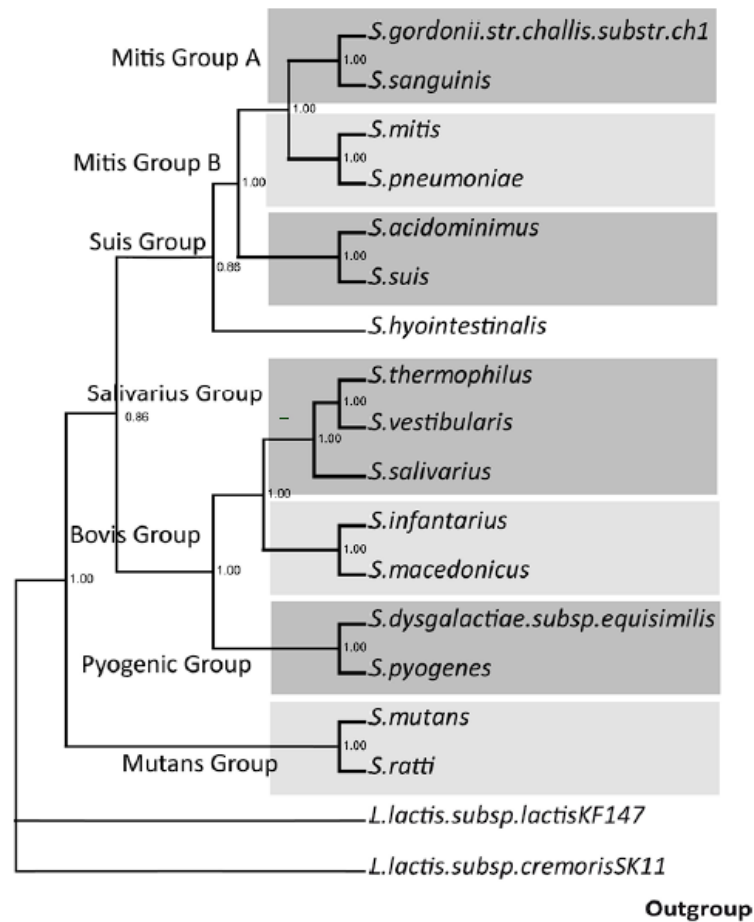 S.gordonii.str.challis.substr.ch1
Mitis Group A
1.00
S.sanguinis
1.00
S.mitis
Mitis Group B
1.00
S.pneumoniae
1.00
S.acidominimus
Suis Group
1.00
0.86
S.suis
S.hyointestinalis
S.thermophilus
Salivarius Group
1.00
0.86
S.vestibularis
1.00
S.salivarius
1.00
S.infantarius
Bovis Group
1.00
S.macedonicus
1.00
1.00
S.dysgalactiae.subsp.equisimilis
1.00
Pyogenic Group
S.pyogenes
S.mutans
1.00
Mutans Group
S.ratti
L.lactis.subsp.lactisKF147
L.lactis.subsp.cremorisSK11
Outgroup